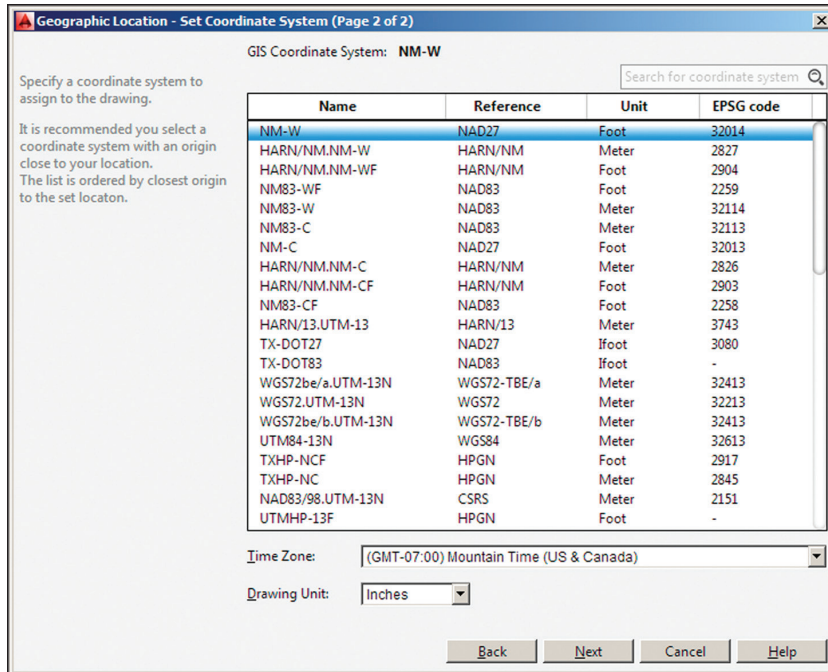 Geographic Location - Set Coordinate System (Page 2 of 2)
Specify a coordinate system to
assign to the drawing.
It is recommended you select a
coordinate system with an origin
close to your location.
The list is ordered by closest origin
to the set locaton.
GIS Coordinate System: NM-W
Search for coordinate system
Name Reference Unit EPSG code
NM-W NAD27 Foot 32014
HARN/NM.NM-W HARN/NM Meter 2827
HARN/NM.NM-WF HARN/NM Foot 2904
NM83-WF NAD83 Foot 2259
NM83-W NAD83 Meter 32114
NM83-C NAD83 Meter 32113
NM-C NAD27 Foot 32013
HARN/NM.NM-C HARN/NM Meter 2826
HARN/NM.NM-CF HARN/NM Foot 2903
NM83-CF NAD83 Foot 2258
HARN/13.UTM-13 HARN/13 Meter 3743
TX-DOT27 NAD27 Ifoot 3080
TX-DOT83 NAD83 Ifoot -
WGS72be/a.UTM-13N WGS72-TBE/a Meter 32413
WGS72.UTM-13N WGS72 Meter 32213
WGS72be/b.UTM-13N WGS72-TBE/b Meter 32413
UTM84-13N WGS84 Meter 32613
TXHP-NCF HPGN Foot 2917
TXHP-NC HPGN Meter 2845
NAD83/98.UTM-13N CSRS Meter 2151
UTMHP-13F HPGN Foot -
Time Zone: (GMT-07:00) Mountain Time (US & Canada)
Drawing Unit: Inches
Back Next Cancel Help